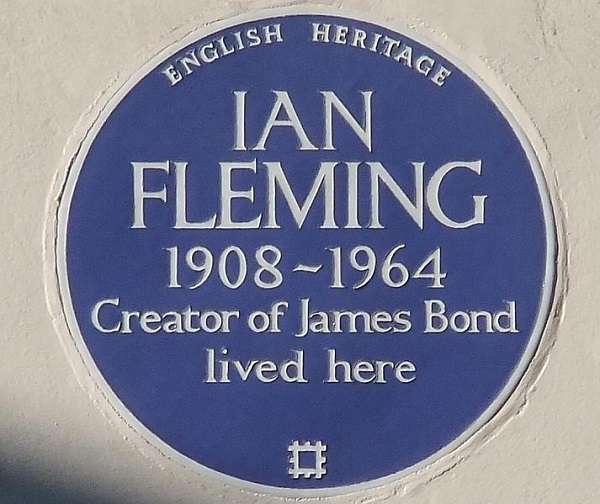 ENGLISH HERITAGE
IAN
FLEMING
1908~1964
Creator of James Bond
lived here